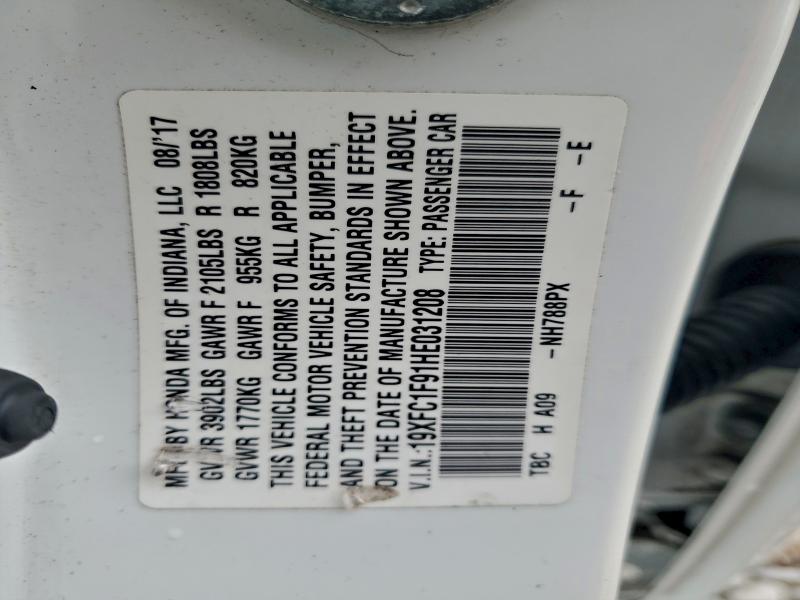 MFD BY HONDA MFG. OF INDIANA, LLC 08/'17
GVWR 3902LBS GAWR F 2105LBS R 1808LBS
GVWR 1770KG GAWR F 955KG R 820KG
THIS VEHICLE CONFORMS TO ALL APPLICABLE
FEDERAL MOTOR VEHICLE SAFETY, BUMPER,
AND THEFT PREVENTION STANDARDS IN EFFECT
ON THE DATE OF MANUFACTURE SHOWN ABOVE.
V.I.N.:19XFC1F91HE031208 TYPE: PASSENGER CAR
TBC H A09 -NH788PX -F -E